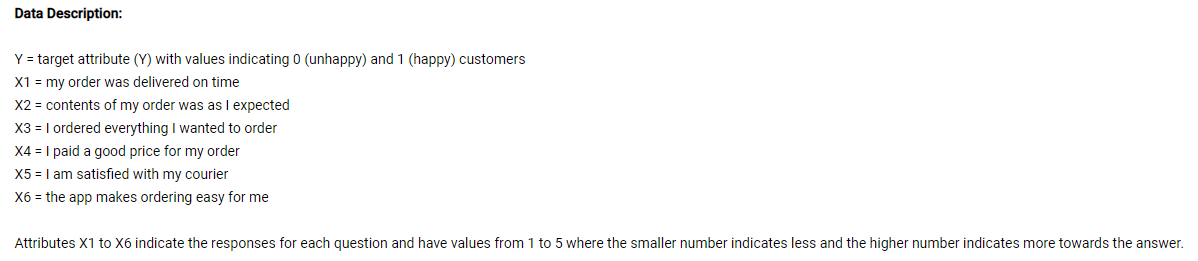 Data Description:
Y = target attribute (Y) with values indicating 0 (unhappy) and 1 (happy) customers
X1 = my order was delivered on time
X2 = contents of my order was as I expected
X3 = I ordered everything I wanted to order
X4 = I paid a good price for my order
X5 = I am satisfied with my courier
X6 = the app makes ordering easy for me
Attributes X1 to X6 indicate the responses for each question and have values from 1 to 5 where the smaller number indicates less and the higher number indicates more towards the answer.